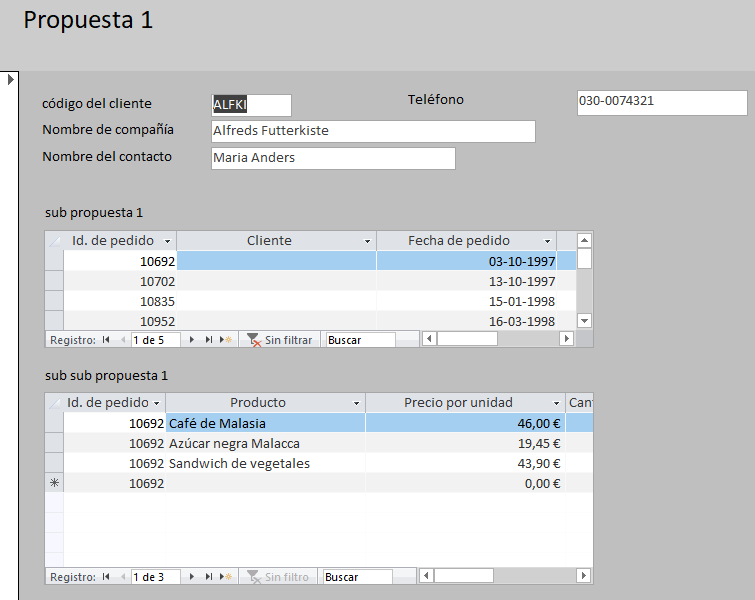 Propuesta 1
código del cliente ALFKI Teléfono 030-0074321
Nombre de compañía Alfreds Futterkiste
Nombre del contacto Maria Anders
sub propuesta 1
Id. de pedido Cliente Fecha de pedido
10692 03-10-1997
10702 13-10-1997
10835 15-01-1998
10952 16-03-1998
Registro: 1 de 5 Sin filtrar Buscar
sub sub propuesta 1
Id. de pedido Producto Precio por unidad Can
10692 Café de Malasia 46,00 €
10692 Azúcar negra Malacca 19,45 €
10692 Sandwich de vegetales 43,90 €
10692 0,00 €
Registro: 1 de 3 Sin filtro Buscar